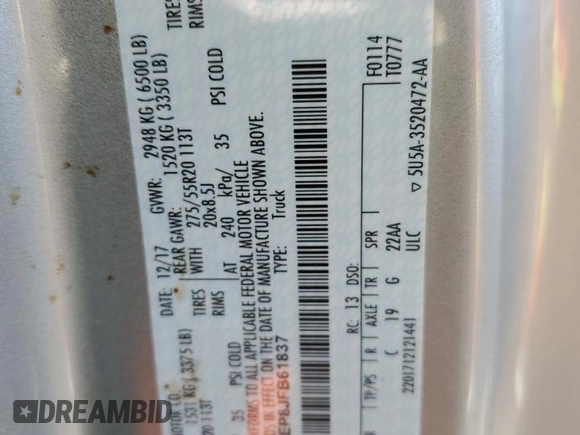 TIRES
RIMS
DATE: 12/17 GVWR: 2948 KG ( 6500 LB)
REAR GAWR: 1520 KG ( 3350 LB)
TIRES WITH 275/55R20 113T
RIMS 20x8.5J
AT 240 kPa/ 35 PSI COLD
1531 KG ( 3375 LB)
113T
35 PSI COLD
TO ALL APPLICABLE FEDERAL MOTOR VEHICLE
IN EFFECT ON THE DATE OF MANUFACTURE SHOWN ABOVE.
EP8JFB61837
TYPE: Truck
F0114
T0777
RC: 13 DSO:
TP/PS R AXLE TR SPR
C 19 G 22AA
2201712121441
ULC
▽ 5U5A-3520472-AA
DREAMBID